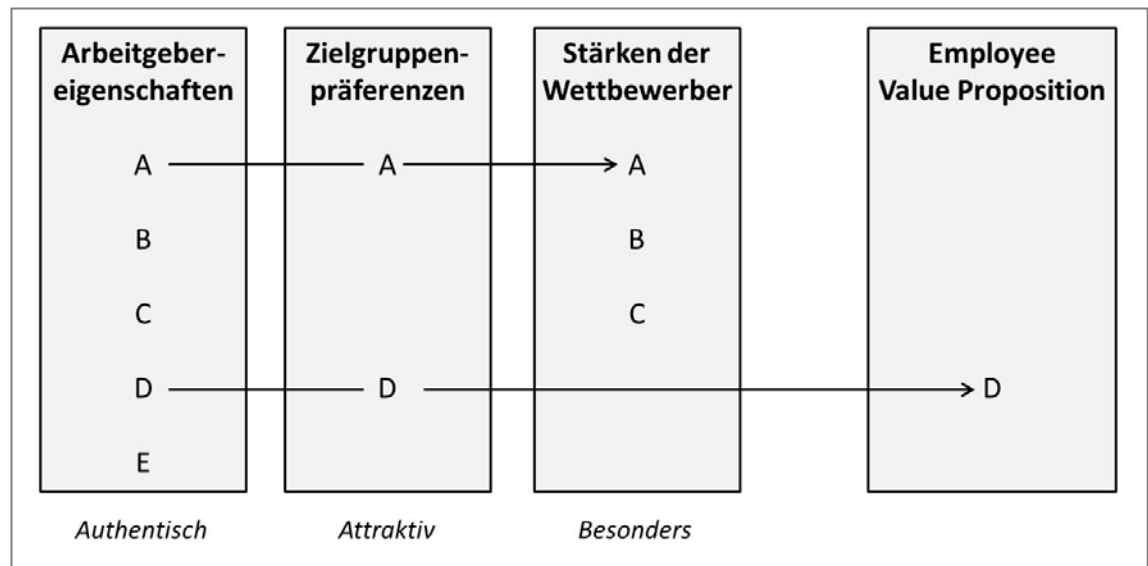 Arbeitgeber-
eigenschaften
Zielgruppen-
präferenzen
Stärken der
Wettbewerber
Employee
Value Proposition
A A A
B B
C C
D D D
E
Authentisch Attraktiv Besonders